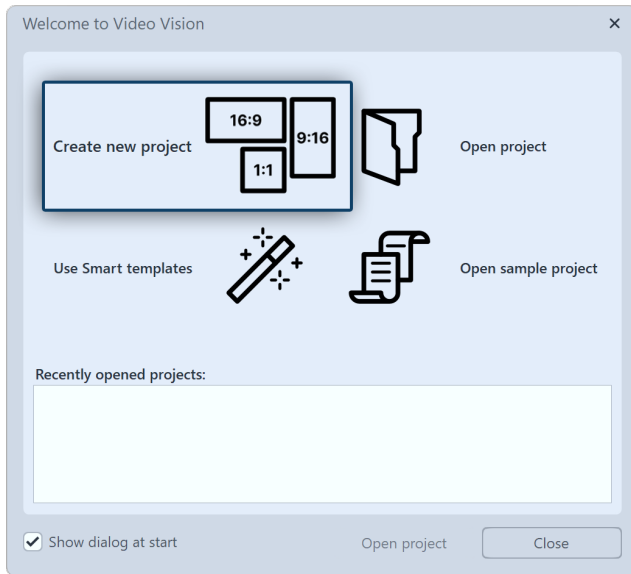 Welcome to Video Vision
Create new project
16:9
9:16
1:1
Open project
Use Smart templates
Open sample project
Recently opened projects:
Show dialog at start
Open project
Close